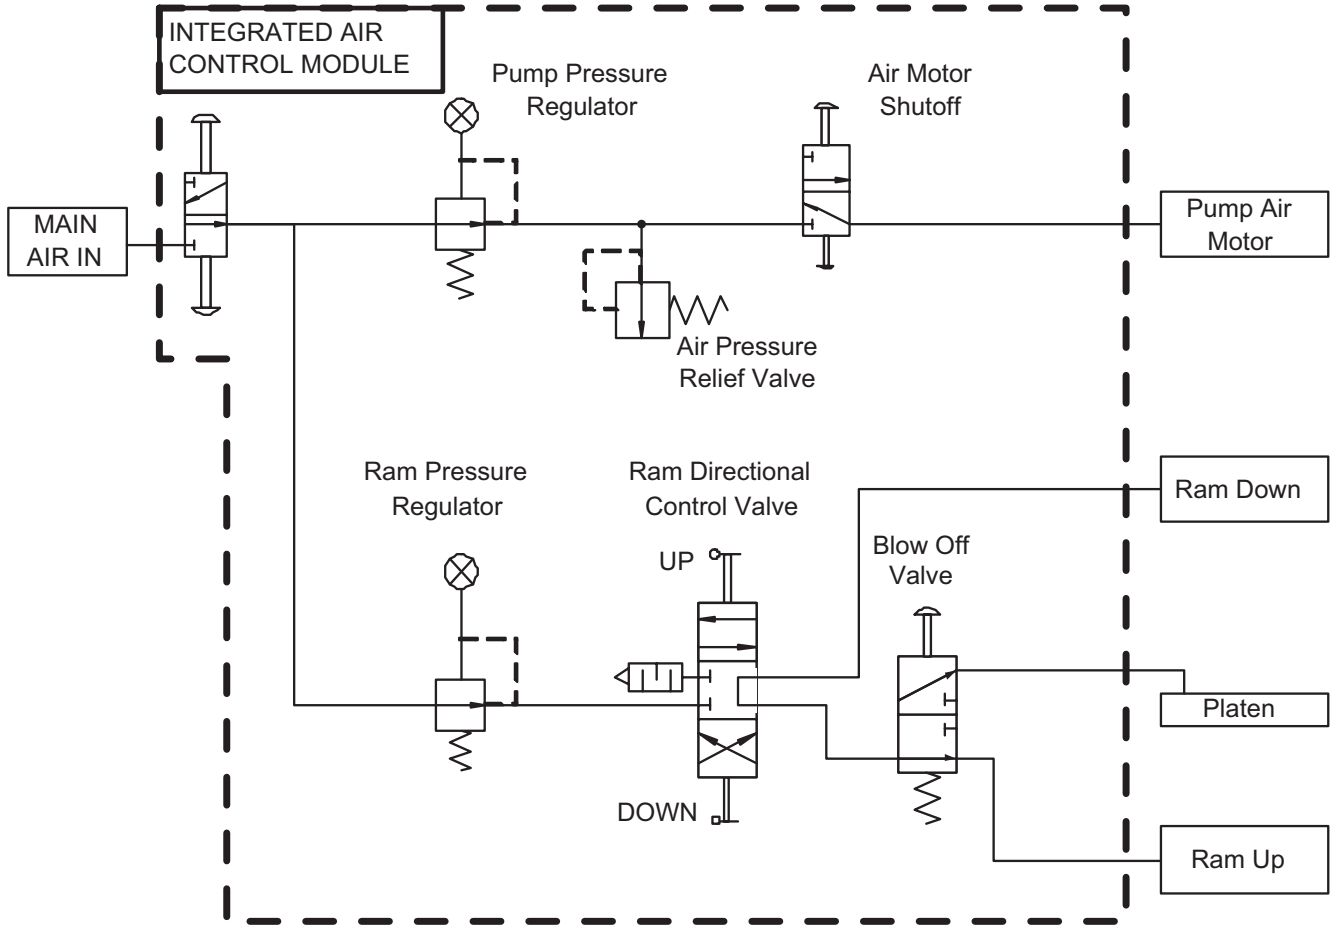 INTEGRATED AIR
CONTROL MODULE
Pump Pressure
Regulator
Air Motor
Shutoff
MAIN
AIR IN
Pump Air
Motor
Air Pressure
Relief Valve
Ram Pressure
Regulator
Ram Directional
Control Valve
Ram Down
UP
Blow Off
Valve
Platen
DOWN
Ram Up